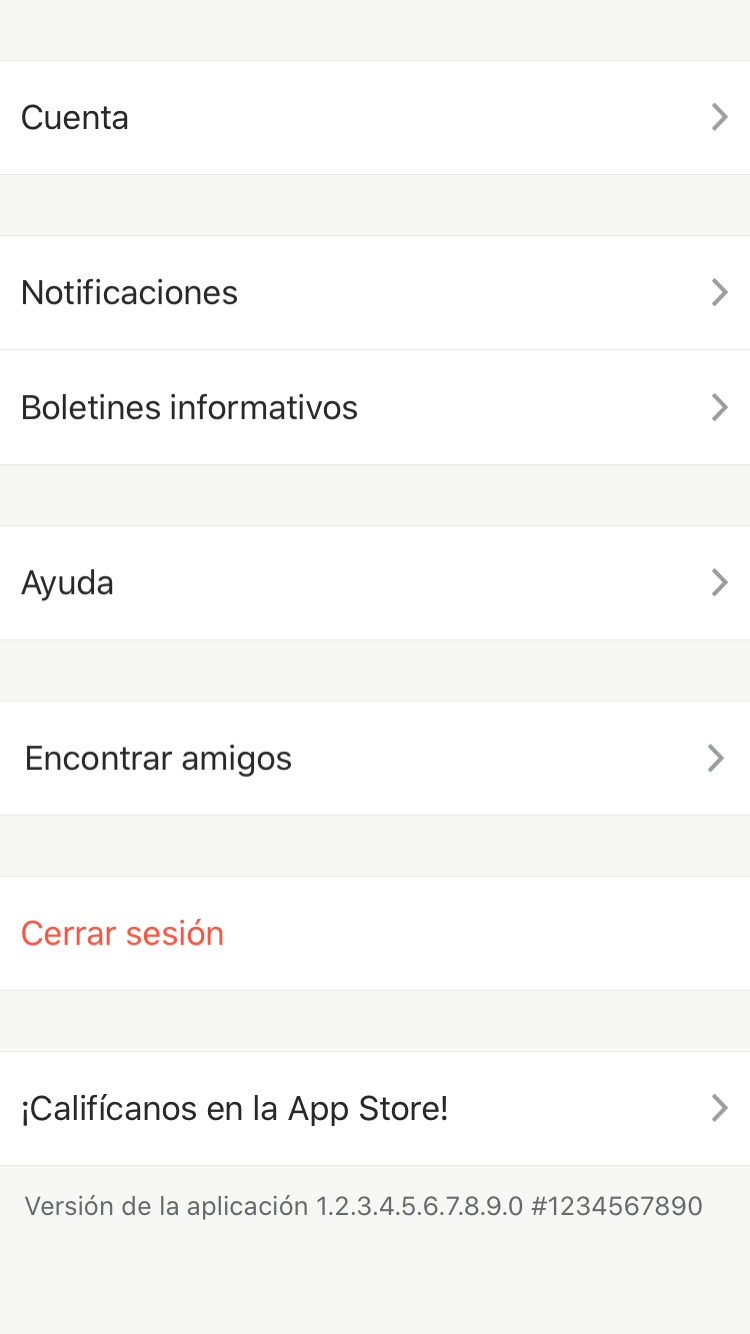 Cuenta
Notificaciones
Boletines informativos
Ayuda
Encontrar amigos
Cerrar sesión
¡Califícanos en la App Store!
Versión de la aplicación 1.2.3.4.5.6.7.8.9.0 #1234567890